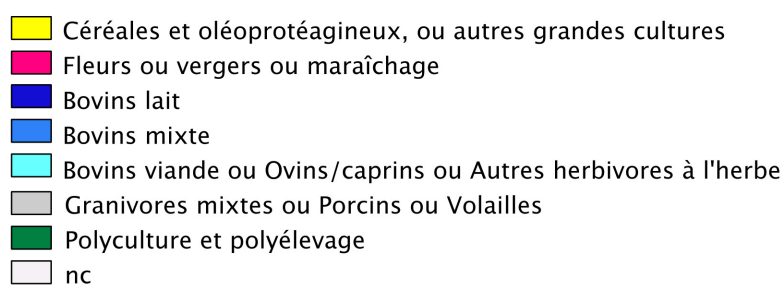 Céréales et oléoprotéagineux, ou autres grandes cultures
Fleurs ou vergers ou maraîchage
Bovins lait
Bovins mixte
Bovins viande ou Ovins/caprins ou Autres herbivores à l'herbe
Granivores mixtes ou Porcins ou Volailles
Polyculture et polyélevage
nc